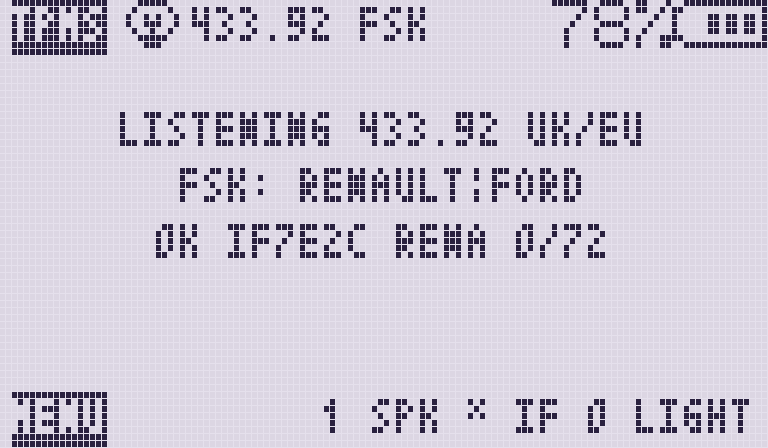 433.92 FSK 78%
LISTENING 433.92 UK/EU
FSK: RENAULT|FORD
OK IF7E2C RENA 0/72
1 SPK * IF 0 LIGHT